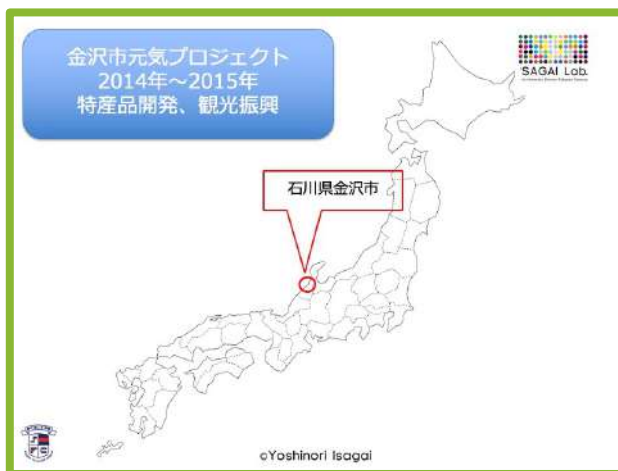 金沢市元気プロジェクト
2014年～2015年
特産品開発、観光振興
SAGAI Lab.
石川県金沢市
©Yoshinori Isagai